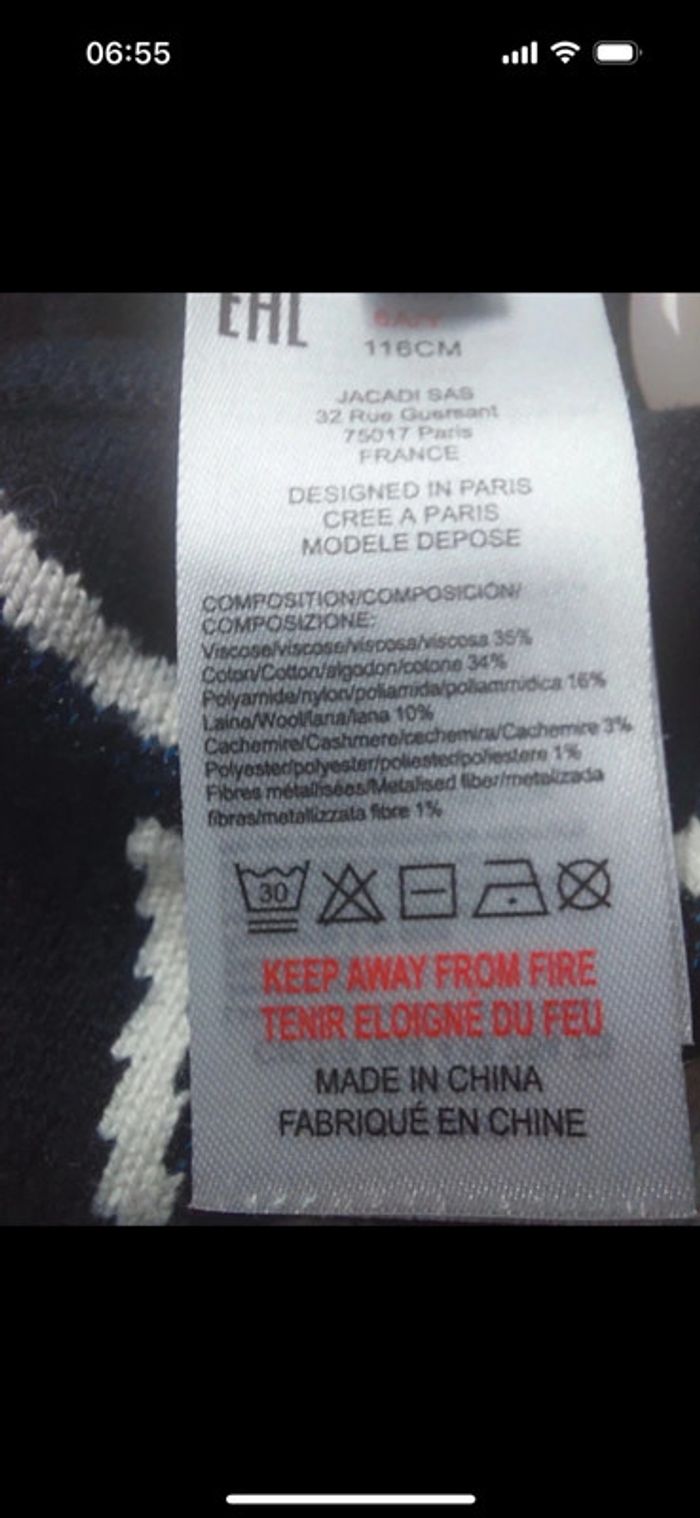 06:55
EAC
116CM
JACADI SAS
32 Rue Guersant
75017 Paris
FRANCE
DESIGNED IN PARIS
CREE A PARIS
MODELE DEPOSE
COMPOSITION/COMPOSICIÓN/
COMPOSIZIONE:
Viscose/viscose/viscosa/viscosa 35%
Coton/Cotton/algodon/cotone 34%
Polyamide/nylon/poliamida/poliammidica 16%
Laine/Wool/lana/lana 10%
Cachemire/Cashmere/cachemira/Cachemire 3%
Polyester/polyester/poliester/poliestere 1%
Fibres métallisées/Metalised fiber/metalizada
fibras/metallizzata fibre 1%
30
KEEP AWAY FROM FIRE
TENIR ELOIGNE DU FEU
MADE IN CHINA
FABRIQUÉ EN CHINE